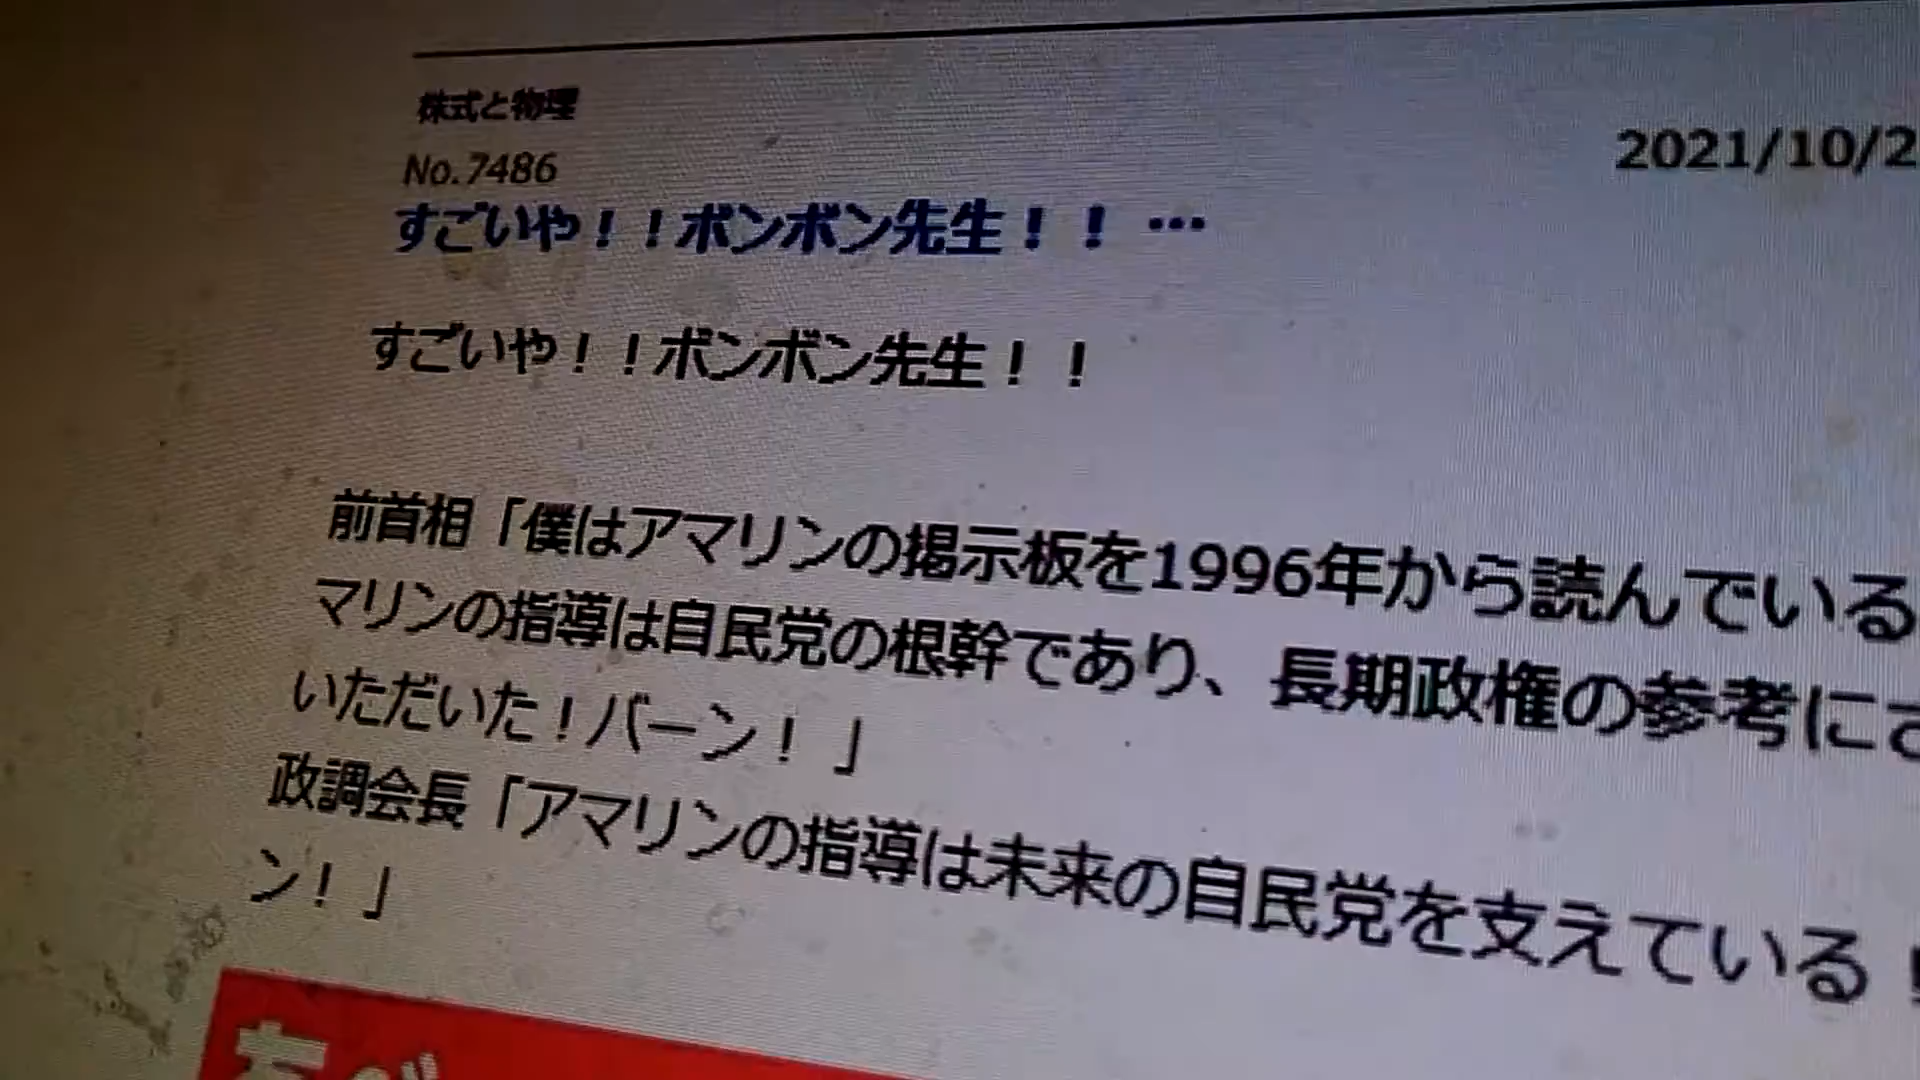 株式と物理
2021/10/2
No.7486
すごいや！！ボンボン先生！！ …
すごいや！！ボンボン先生！！
前首相「僕はアマリンの掲示板を1996年から読んでいる
マリンの指導は自民党の根幹であり、長期政権の参考にさ
いただいた！バーン！」
政調会長「アマリンの指導は未来の自民党を支えている！
ン！」